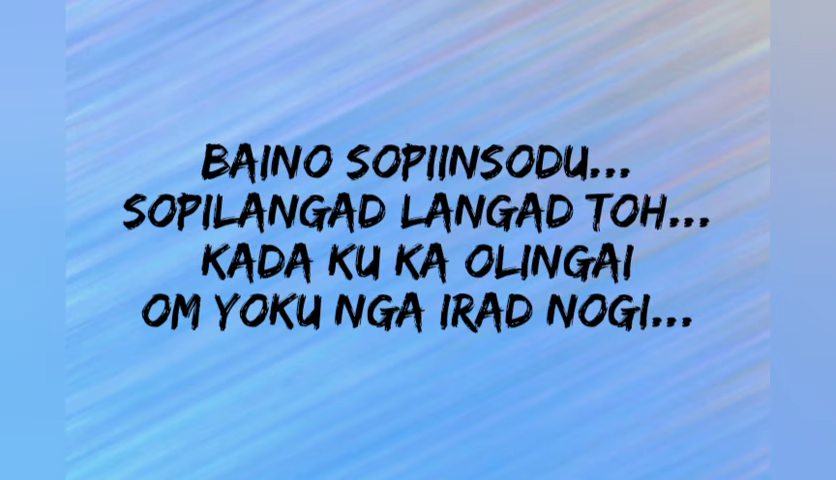 BAINO SOPIINSODU...
SOPILANGAD LANGAD TOH...
KADA KU KA OLINGAI
OM YOKU NGA IRAD NOGI...